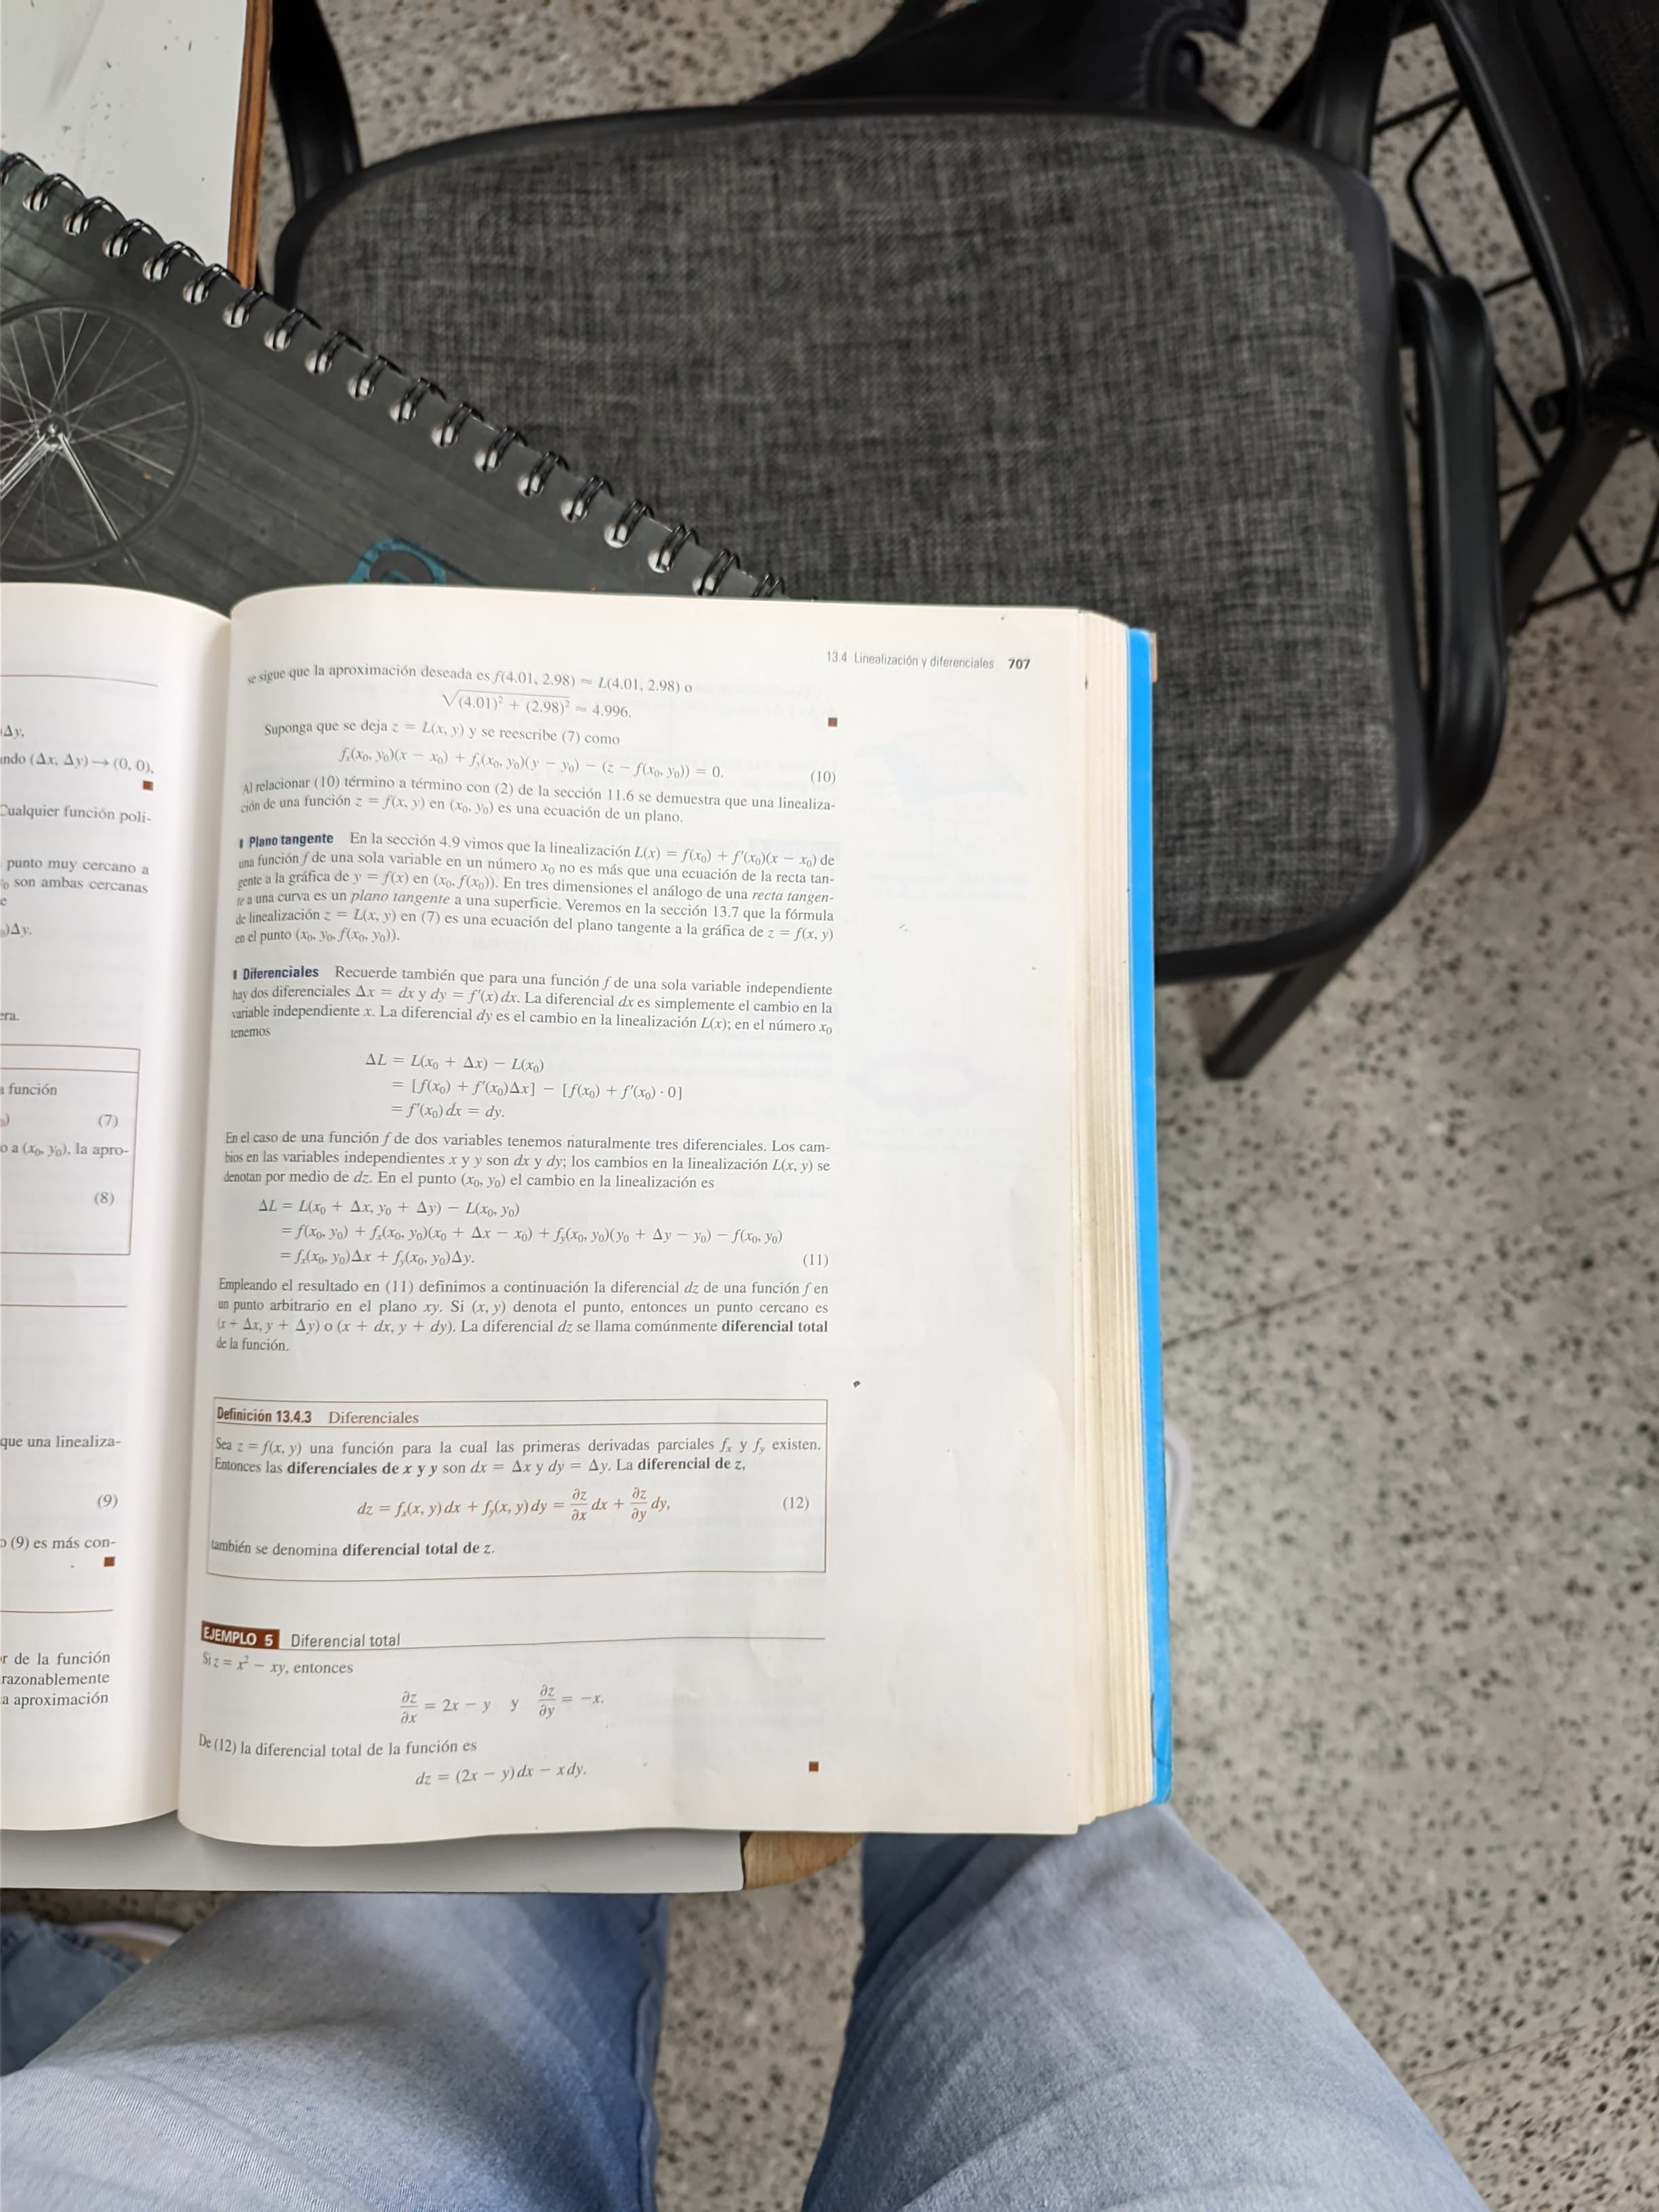 Δy.
ndo (Δx, Δy) → (0, 0),
Cualquier función poli-
punto muy cercano a
son ambas cercanas
e
)Δy.
era.
función
(7)
o a (x₀, y₀), la apro-
(8)
que una linealiza-
(9)
(9) es más con-
r de la función
razonablemente
a aproximación
13.4 Linealización y diferenciales 707
se sigue que la aproximación deseada es f(4.01, 2.98) ≈ L(4.01, 2.98) o
√(4.01)² + (2.98)² ≈ 4.996.
Suponga que se deja z = L(x, y) y se reescribe (7) como
fₓ(x₀, y₀)(x − x₀) + f_y(x₀, y₀)(y − y₀) − (z − f(x₀, y₀)) = 0. (10)
Al relacionar (10) término a término con (2) de la sección 11.6 se demuestra que una lineariza-
ción de una función z = f(x, y) en (x₀, y₀) es una ecuación de un plano.
Plano tangente En la sección 4.9 vimos que la linealización L(x) = f(x₀) + f′(x₀)(x − x₀) de
una función f de una sola variable en un número x₀ no es más que una ecuación de la recta tan-
gente a la gráfica de y = f(x) en (x₀, f(x₀)). En tres dimensiones el análogo de una recta tangen-
te a una curva es un plano tangente a una superficie. Veremos en la sección 13.7 que la fórmula
de linealización z = L(x, y) en (7) es una ecuación del plano tangente a la gráfica de z = f(x, y)
en el punto (x₀, y₀, f(x₀, y₀)).
Diferenciales Recuerde también que para una función f de una sola variable independiente
hay dos diferenciales Δx = dx y dy = f′(x) dx. La diferencial dx es simplemente el cambio en la
variable independiente x. La diferencial dy es el cambio en la linealización L(x); en el número x₀
tenemos
ΔL = L(x₀ + Δx) − L(x₀)
= [f(x₀) + f′(x₀)Δx] − [f(x₀) + f′(x₀) · 0]
= f′(x₀) dx = dy.
En el caso de una función f de dos variables tenemos naturalmente tres diferenciales. Los cam-
bios en las variables independientes x y y son dx y dy; los cambios en la linealización L(x, y) se
denotan por medio de dz. En el punto (x₀, y₀) el cambio en la linealización es
ΔL = L(x₀ + Δx, y₀ + Δy) − L(x₀, y₀)
= f(x₀, y₀) + fₓ(x₀, y₀)(x₀ + Δx − x₀) + f_y(x₀, y₀)(y₀ + Δy − y₀) − f(x₀, y₀)
= fₓ(x₀, y₀)Δx + f_y(x₀, y₀)Δy. (11)
Empleando el resultado en (11) definimos a continuación la diferencial dz de una función f en
un punto arbitrario en el plano xy. Si (x, y) denota el punto, entonces un punto cercano es
(x + Δx, y + Δy) o (x + dx, y + dy). La diferencial dz se llama comúnmente diferencial total
de la función.
Definición 13.4.3 Diferenciales
Sea z = f(x, y) una función para la cual las primeras derivadas parciales fₓ y f_y existen.
Entonces las diferenciales de x y y son dx = Δx y dy = Δy. La diferencial de z,
dz = fₓ(x, y) dx + f_y(x, y) dy = ∂z/∂x dx + ∂z/∂y dy, (12)
también se denomina diferencial total de z.
EJEMPLO 5 Diferencial total
Si z = x² − xy, entonces
∂z/∂x = 2x − y y ∂z/∂y = −x.
De (12) la diferencial total de la función es
dz = (2x − y) dx − x dy.